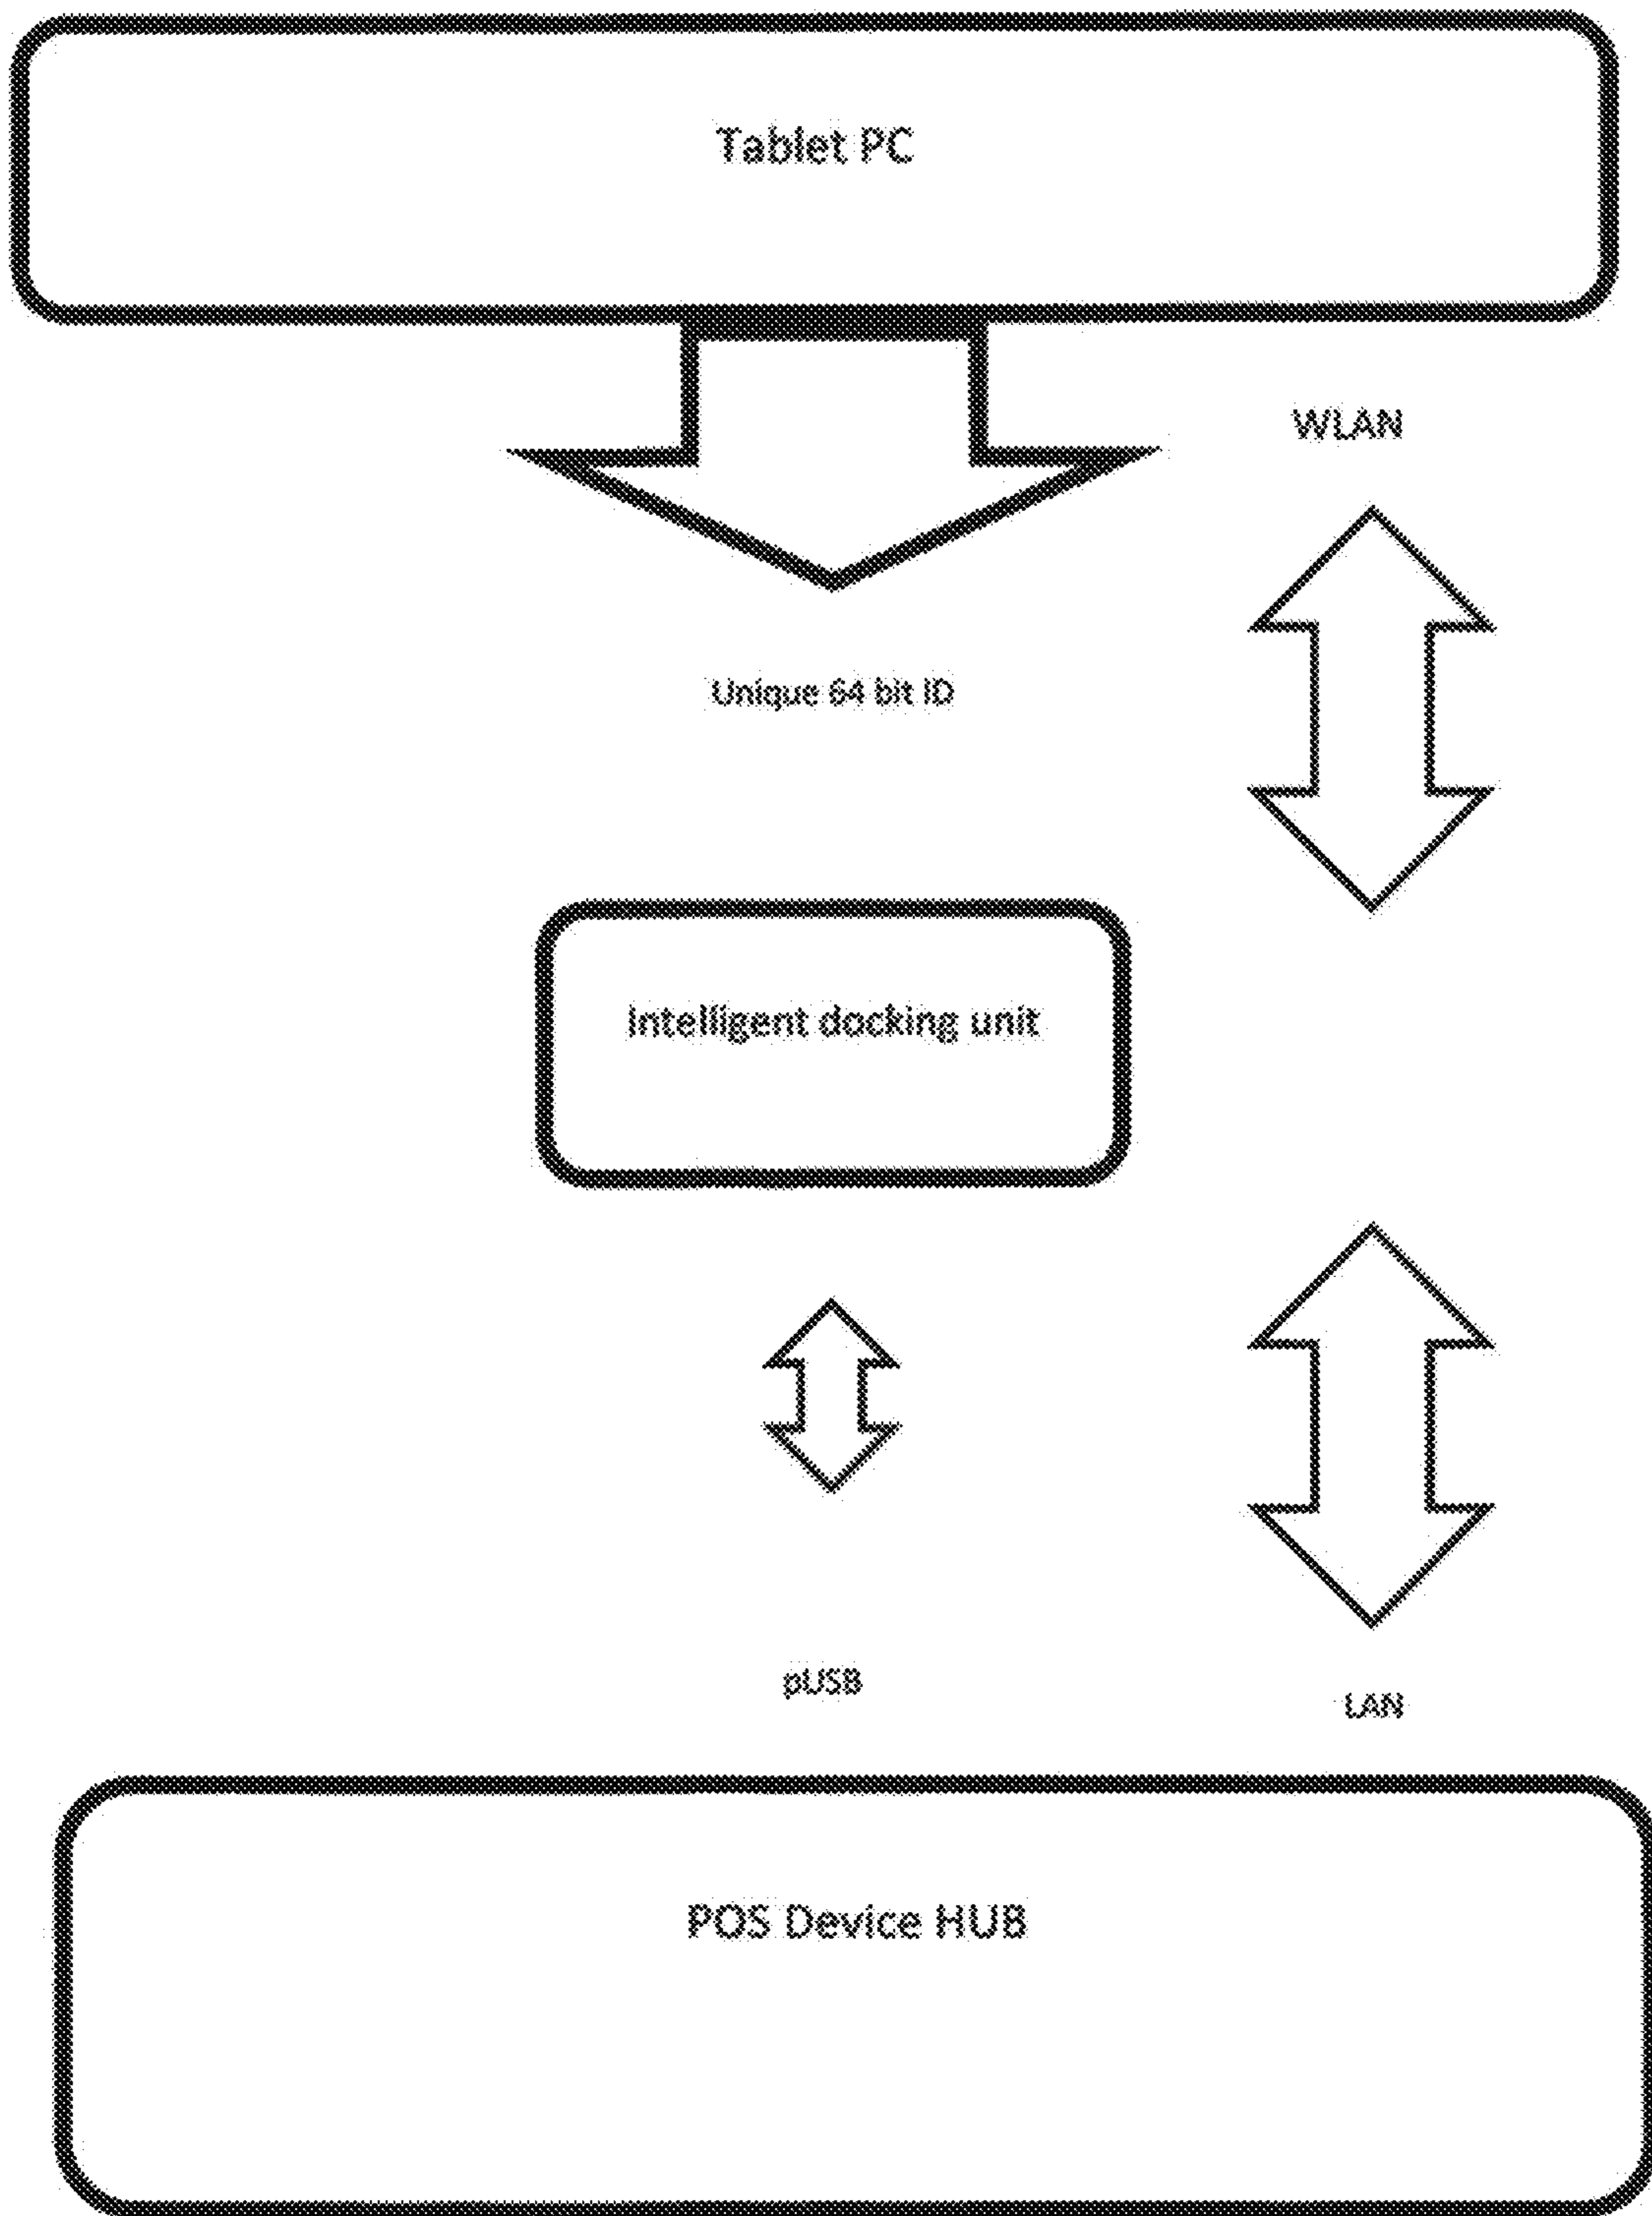 Tablet PC
WLAN
Unique 64 bit ID
Intelligent docking unit
pUSB
LAN
POS Device HUB